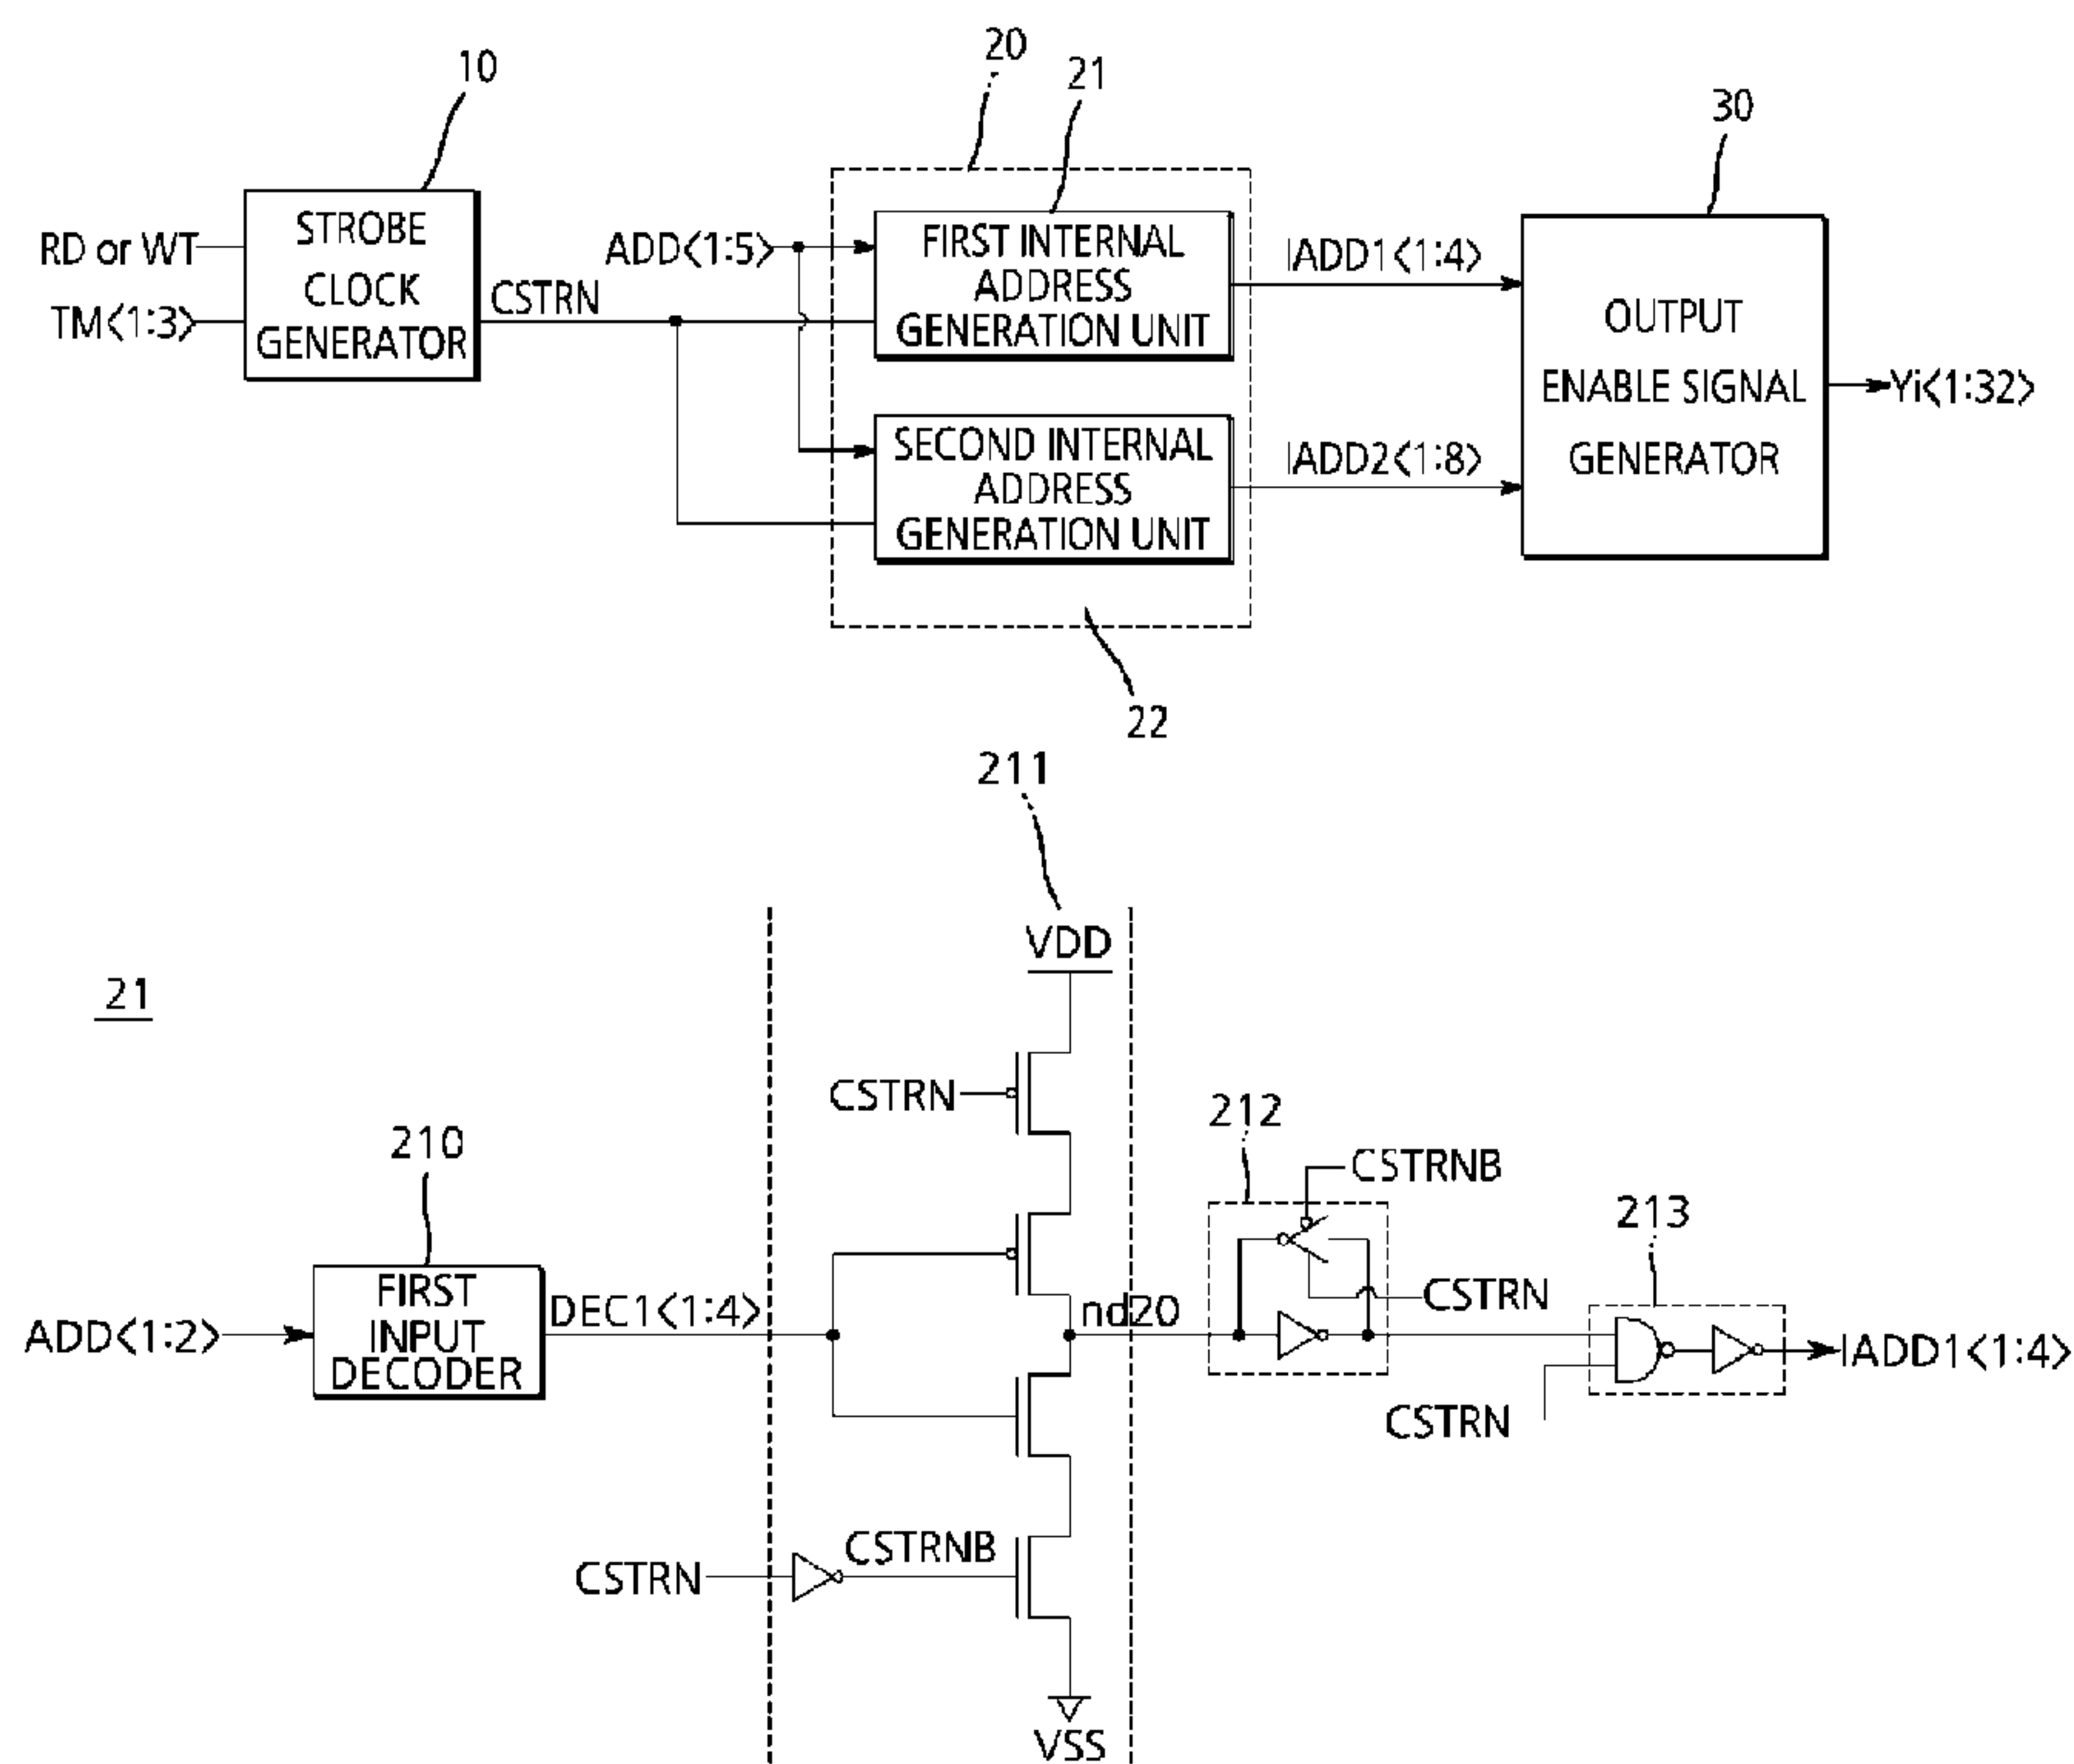 10
20
21
30
RD or WT
TM<1:3>
STROBE
CLOCK
GENERATOR
CSTRN
ADD<1:5>
FIRST INTERNAL
ADDRESS
GENERATION UNIT
SECOND INTERNAL
ADDRESS
GENERATION UNIT
IADD1<1:4>
IADD2<1:8>
OUTPUT
ENABLE SIGNAL
GENERATOR
Yi<1:32>
22
211
VDD
21
CSTRN
210
212
CSTRNB
213
ADD<1:2>
FIRST
INPUT
DECODER
DEC1<1:4>
nd20
CSTRN
IADD1<1:4>
CSTRN
CSTRN
CSTRNB
VSS